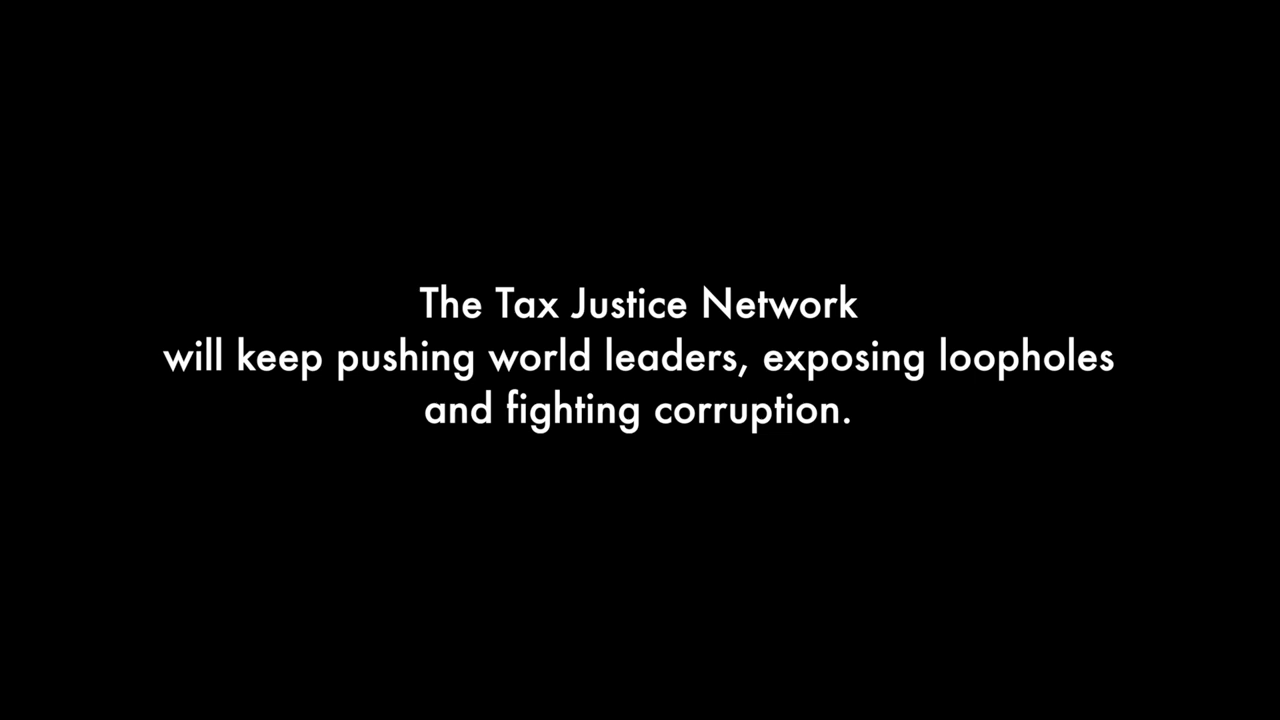 The Tax Justice Network
will keep pushing world leaders, exposing loopholes
and fighting corruption.